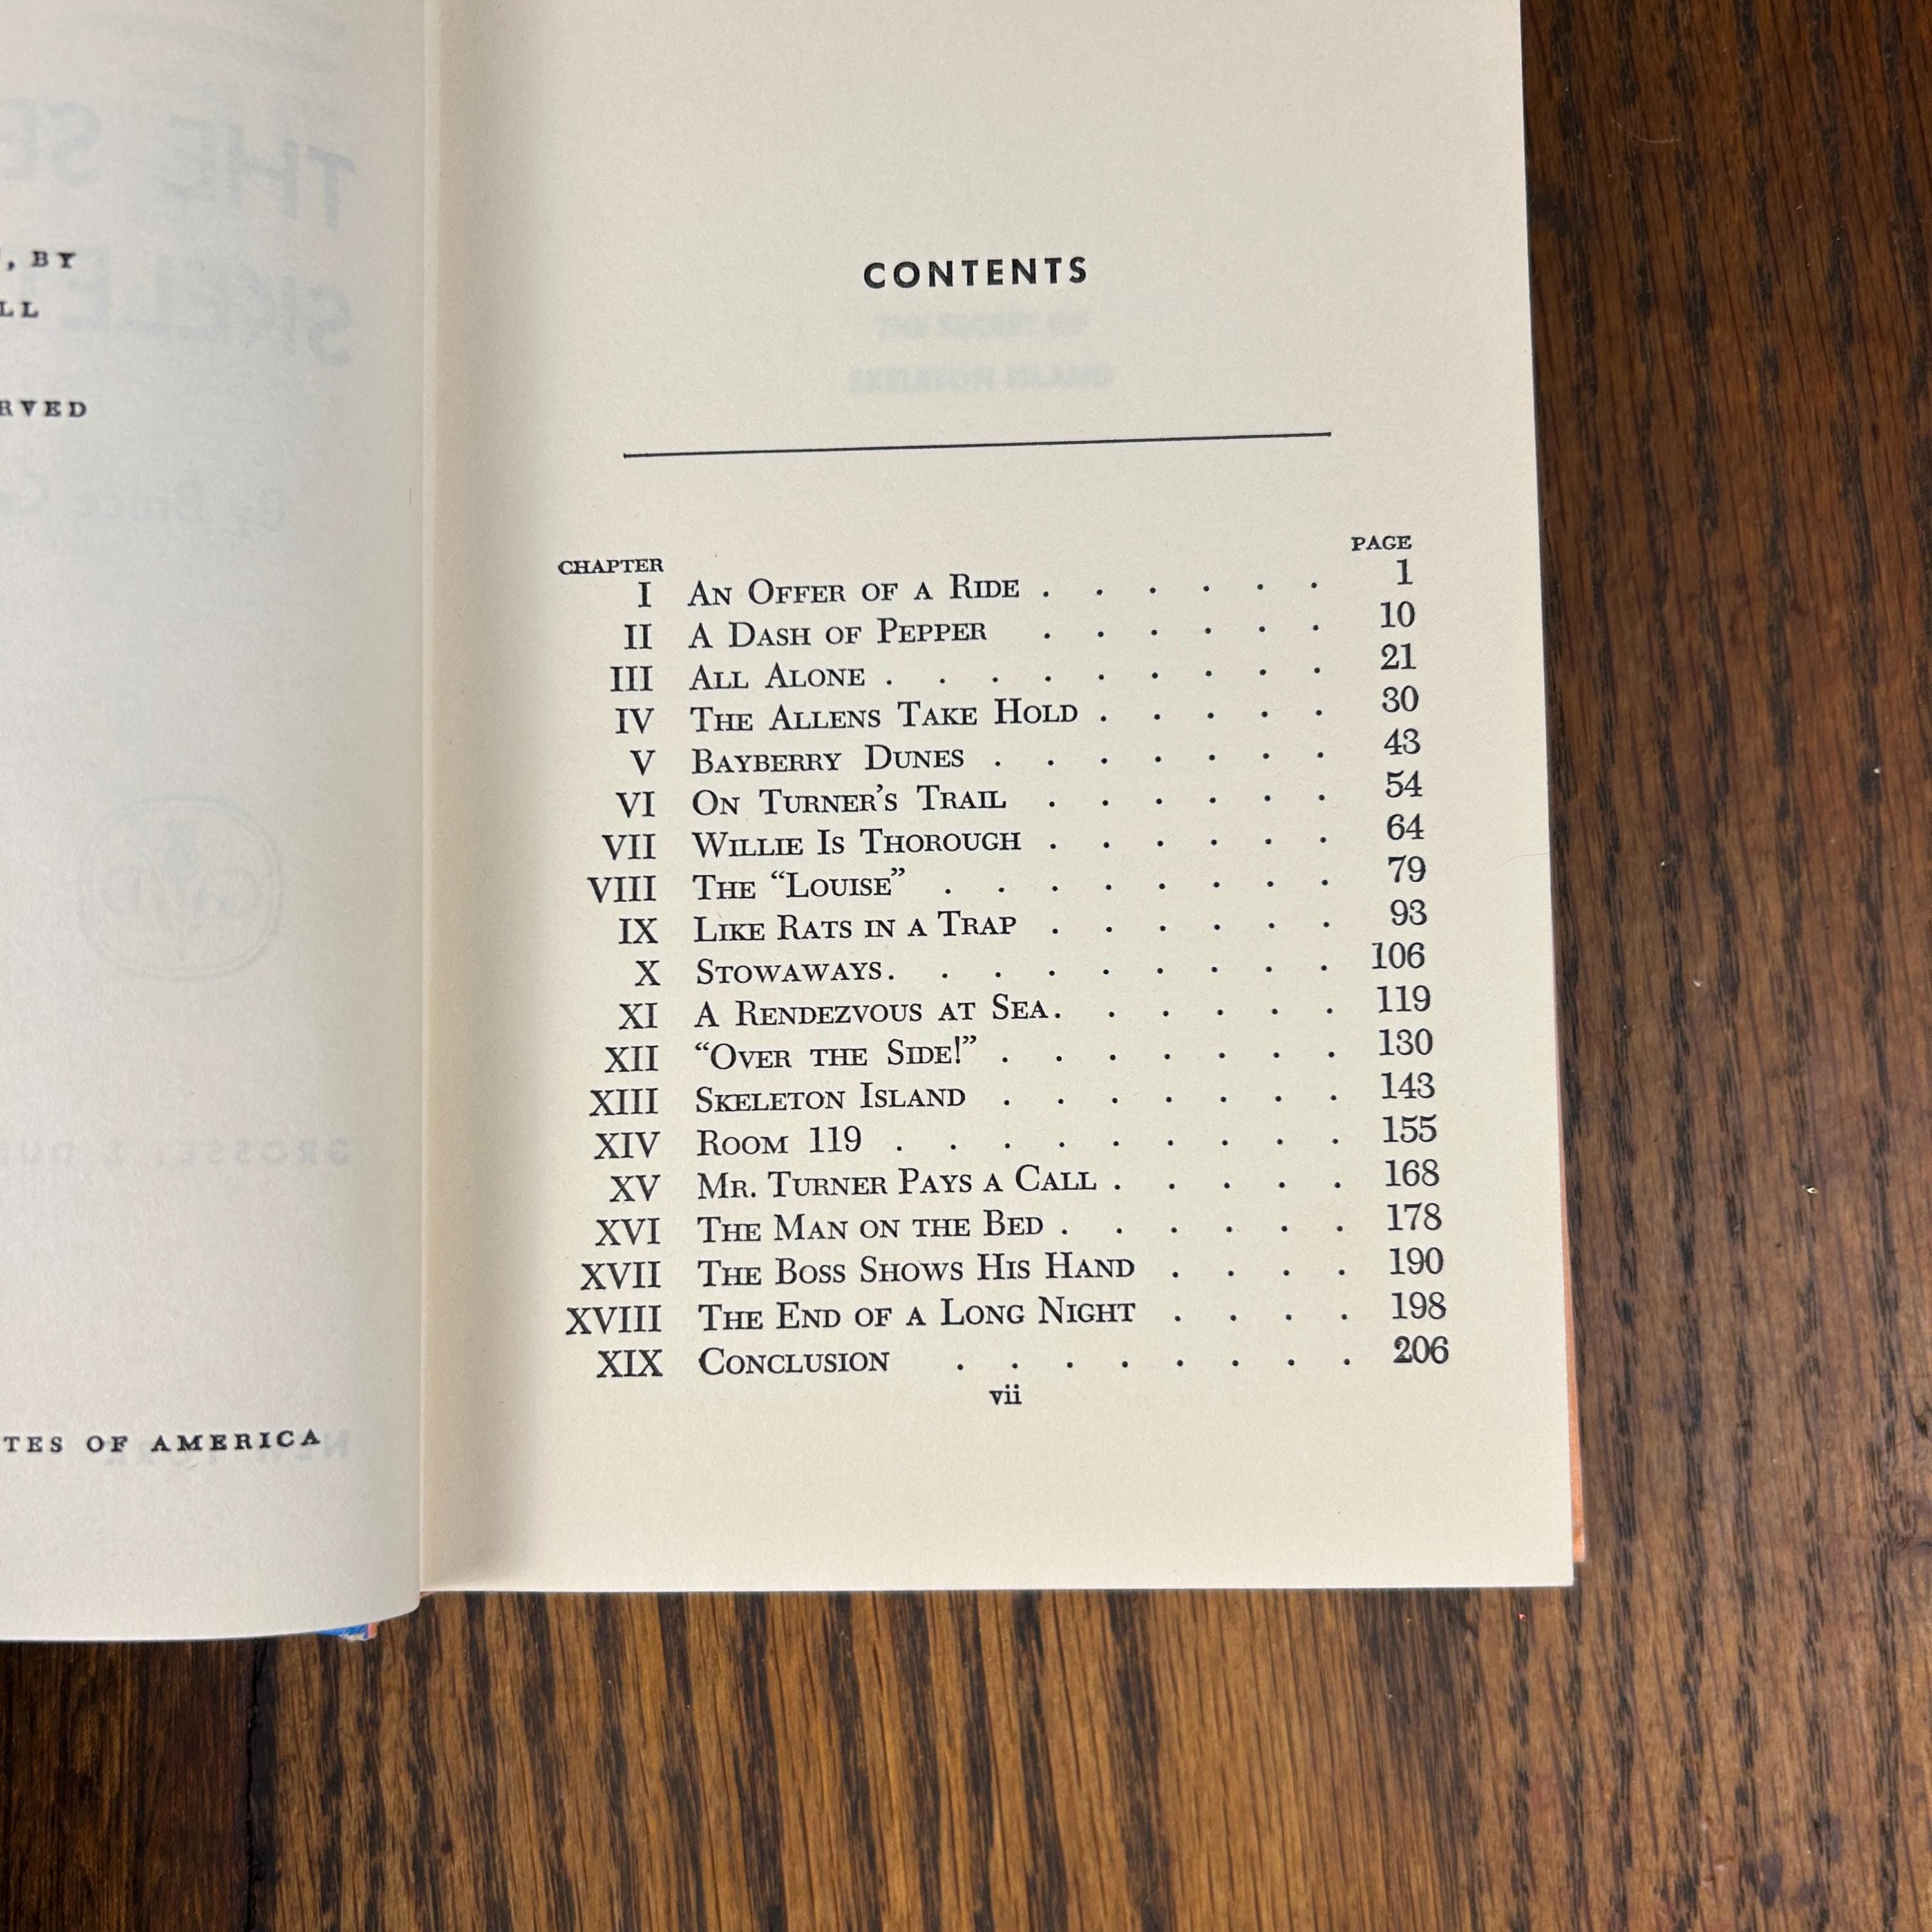 , BY
LL
RVED
TES OF AMERICA
CONTENTS
THE SECRET OF
SKELETON ISLAND
CHAPTER PAGE
I AN OFFER OF A RIDE . . . . . . 1
II A DASH OF PEPPER . . . . . . 10
III ALL ALONE . . . . . . . . . 21
IV THE ALLENS TAKE HOLD . . . . . 30
V BAYBERRY DUNES . . . . . . . 43
VI ON TURNER'S TRAIL . . . . . . 54
VII WILLIE IS THOROUGH . . . . . . 64
VIII THE “LOUISE” . . . . . . . . 79
IX LIKE RATS IN A TRAP . . . . . . 93
X STOWAWAYS . . . . . . . . . 106
XI A RENDEZVOUS AT SEA . . . . . . 119
XII “OVER THE SIDE!” . . . . . . . 130
XIII SKELETON ISLAND . . . . . . . 143
XIV ROOM 119 . . . . . . . . . 155
XV MR. TURNER PAYS A CALL . . . . . 168
XVI THE MAN ON THE BED . . . . . . 178
XVII THE BOSS SHOWS HIS HAND . . . . 190
XVIII THE END OF A LONG NIGHT . . . . 198
XIX CONCLUSION . . . . . . . . 206
vii